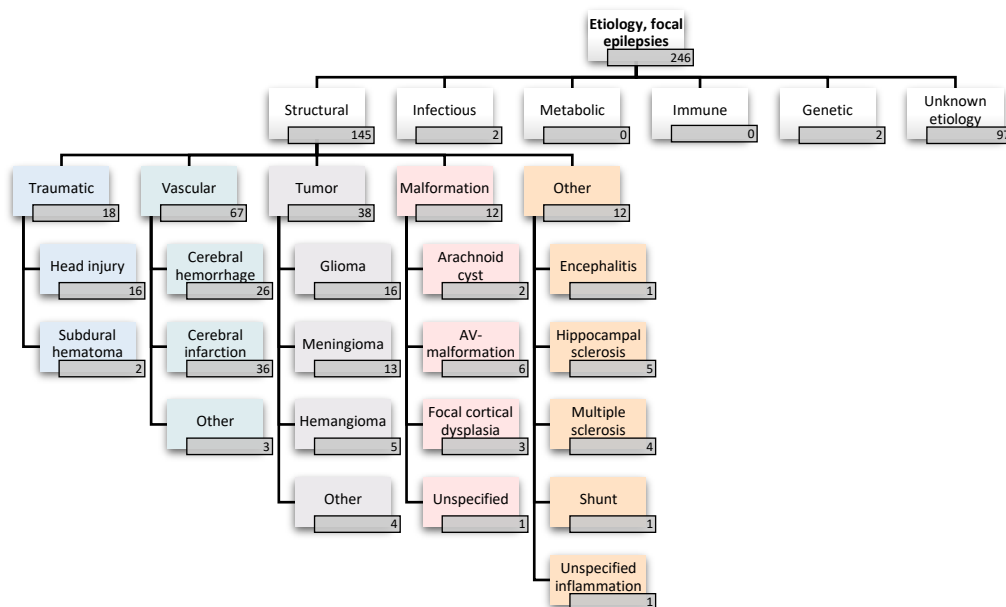 Etiology, focal
epilepsies
246
Structural
145
Infectious
2
Metabolic
0
Immune
0
Genetic
2
Unknown
etiology
97
Traumatic
18
Vascular
67
Tumor
38
Malformation
12
Other
12
Head injury
16
Cerebral
hemorrhage
26
Glioma
16
Arachnoid
cyst
2
Encephalitis
1
Subdural
hematoma
2
Cerebral
infarction
36
Meningioma
13
AV-
malformation
6
Hippocampal
sclerosis
5
Other
3
Hemangioma
5
Focal cortical
dysplasia
3
Multiple
sclerosis
4
Other
4
Unspecified
1
Shunt
1
Unspecified
inflammation
1